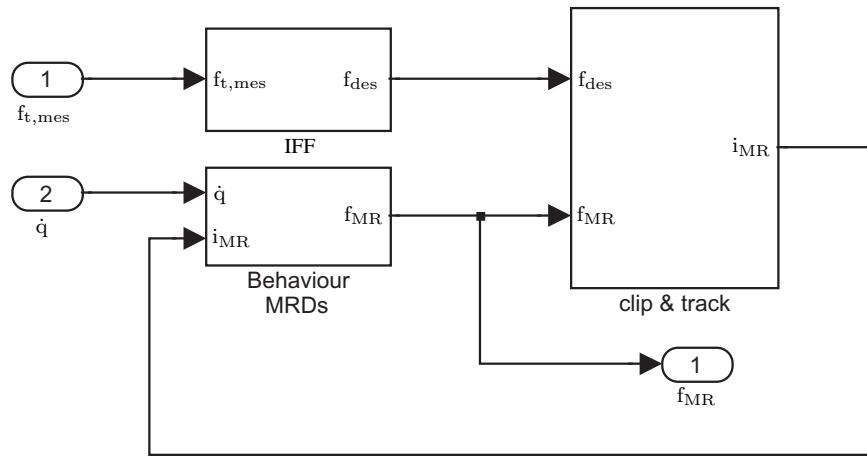 1
f_t,mes
f_t,mes f_des
IFF
f_des
i_MR
f_MR
clip & track
2
q̇
q̇
i_MR
f_MR
Behaviour
MRDs
1
f_MR